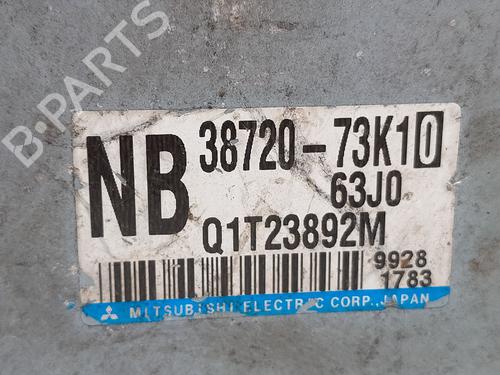 B-PARTS
NB 38720-73K10
63J0
Q1T23892M
9928
1783
MITSUBISHI ELECTRIC CORP., JAPAN